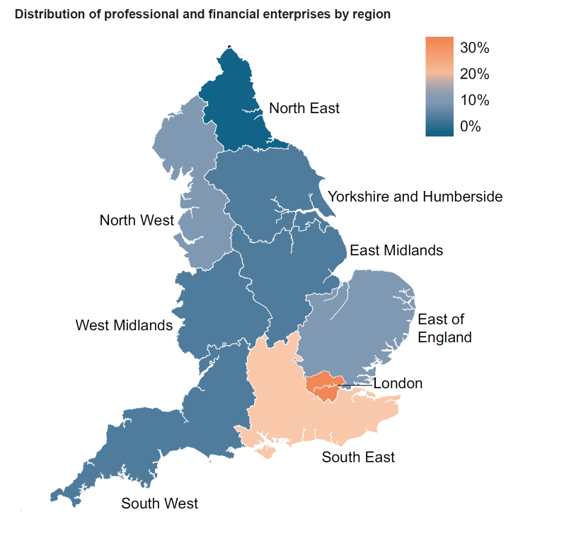 Distribution of professional and financial enterprises by region
30%
20%
10%
0%
North East
Yorkshire and Humberside
North West
East Midlands
West Midlands
East of
England
London
South East
South West